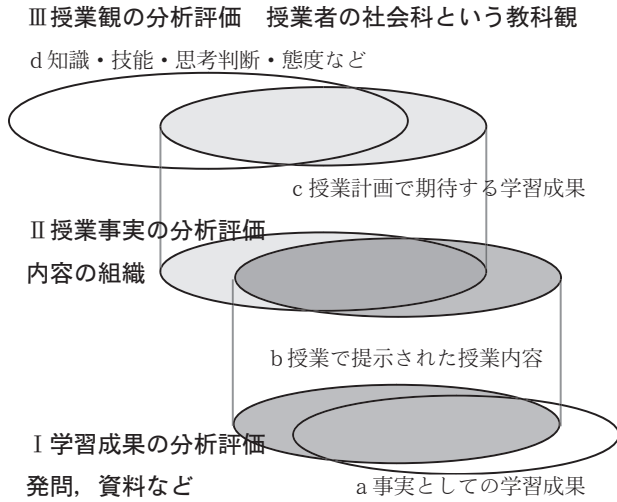 Ⅲ授業観の分析評価　授業者の社会科という教科観
d 知識・技能・思考判断・態度など
c 授業計画で期待する学習成果
Ⅱ授業事実の分析評価
内容の組織
b 授業で提示された授業内容
Ⅰ学習成果の分析評価
発問，資料など
a 事実としての学習成果